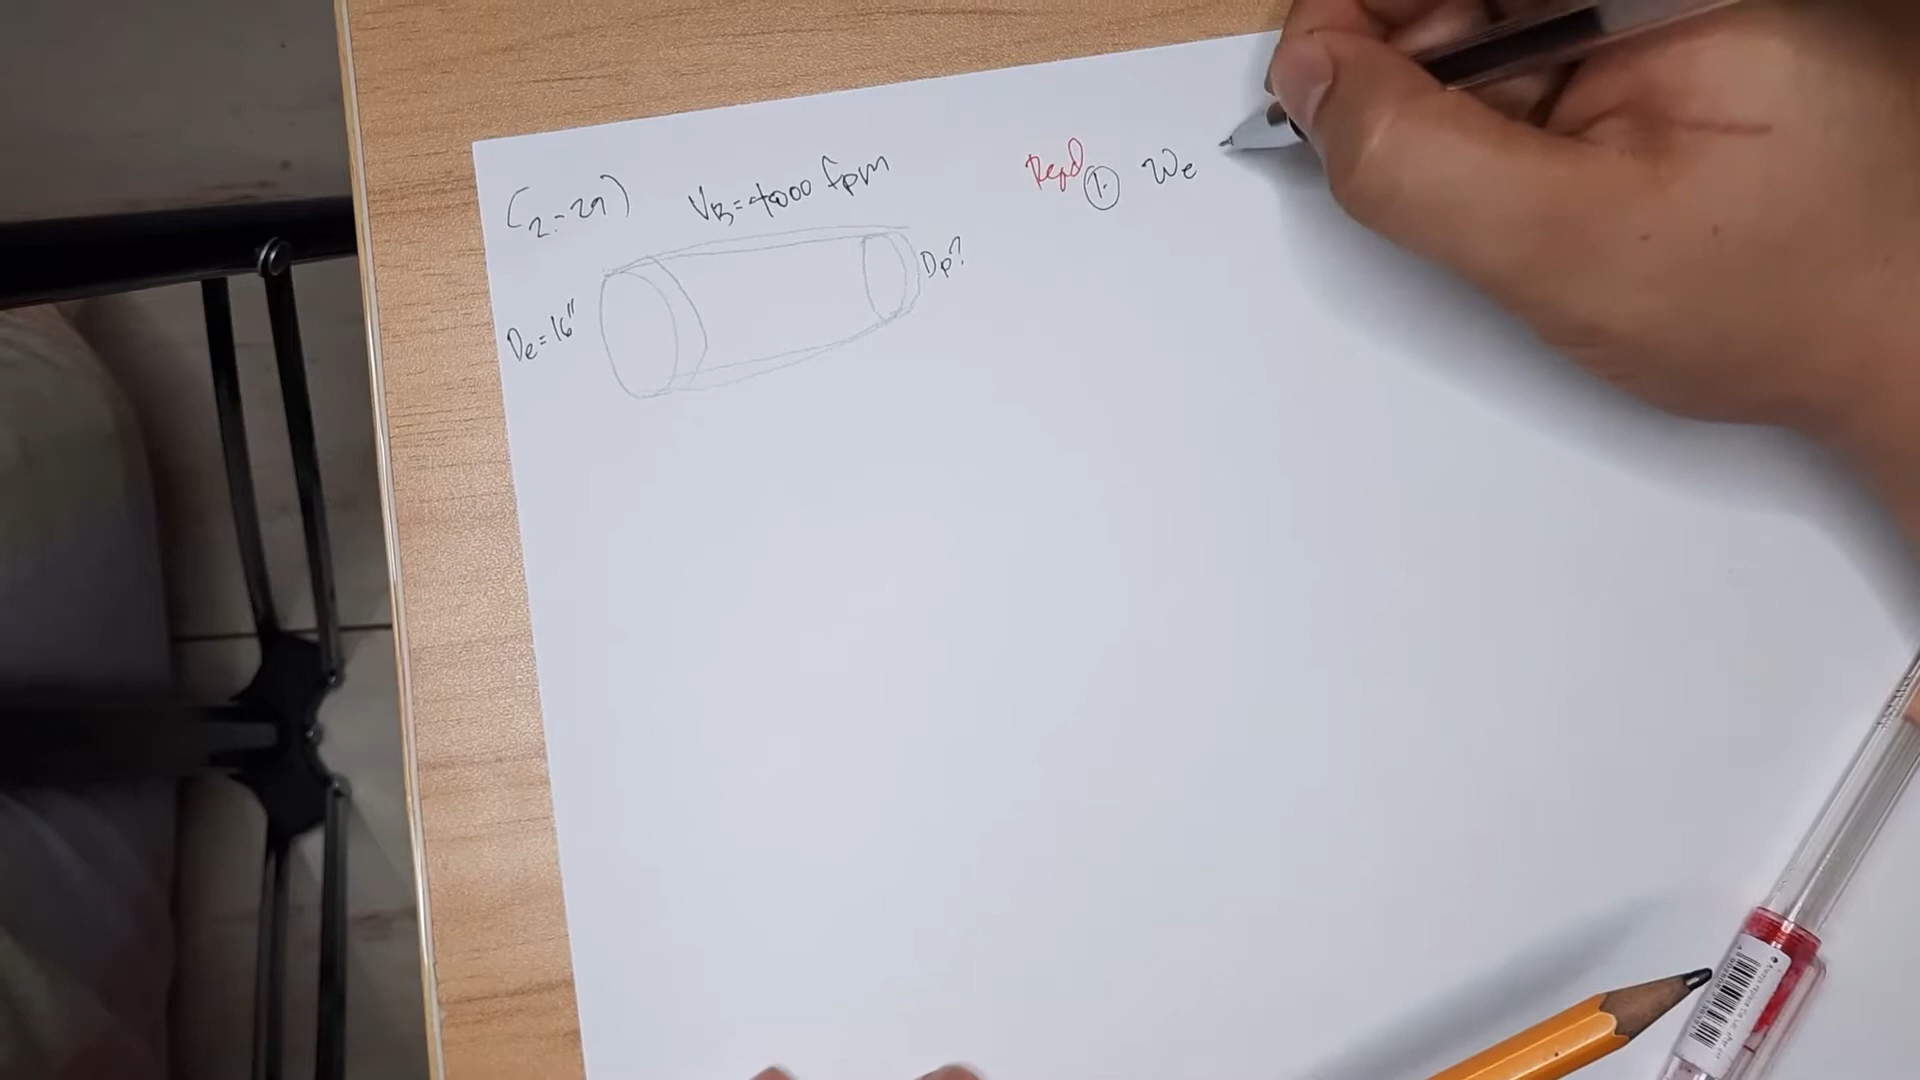 (2-29)
VB=4000 fpm
Reqd 1. We
De=16"
Dp?